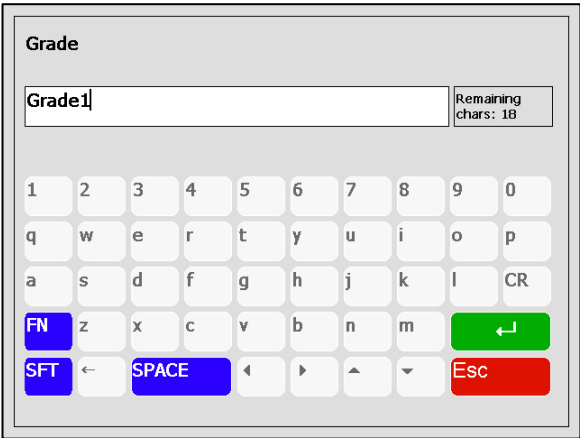 Grade
Grade1
Remaining
chars: 18
1 2 3 4 5 6 7 8 9 0
q w e r t y u i o p
a s d f g h j k l CR
FN z x c v b n m ↵
SFT ← SPACE ◀ ▶ ▲ ▼ Esc